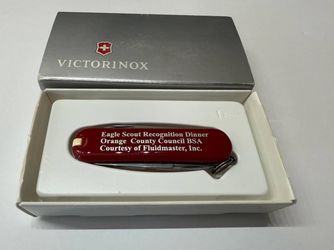 VICTORINOX
Eagle Scout Recognition Dinner
Orange County Council BSA
Courtesy of Fluidmaster, Inc.